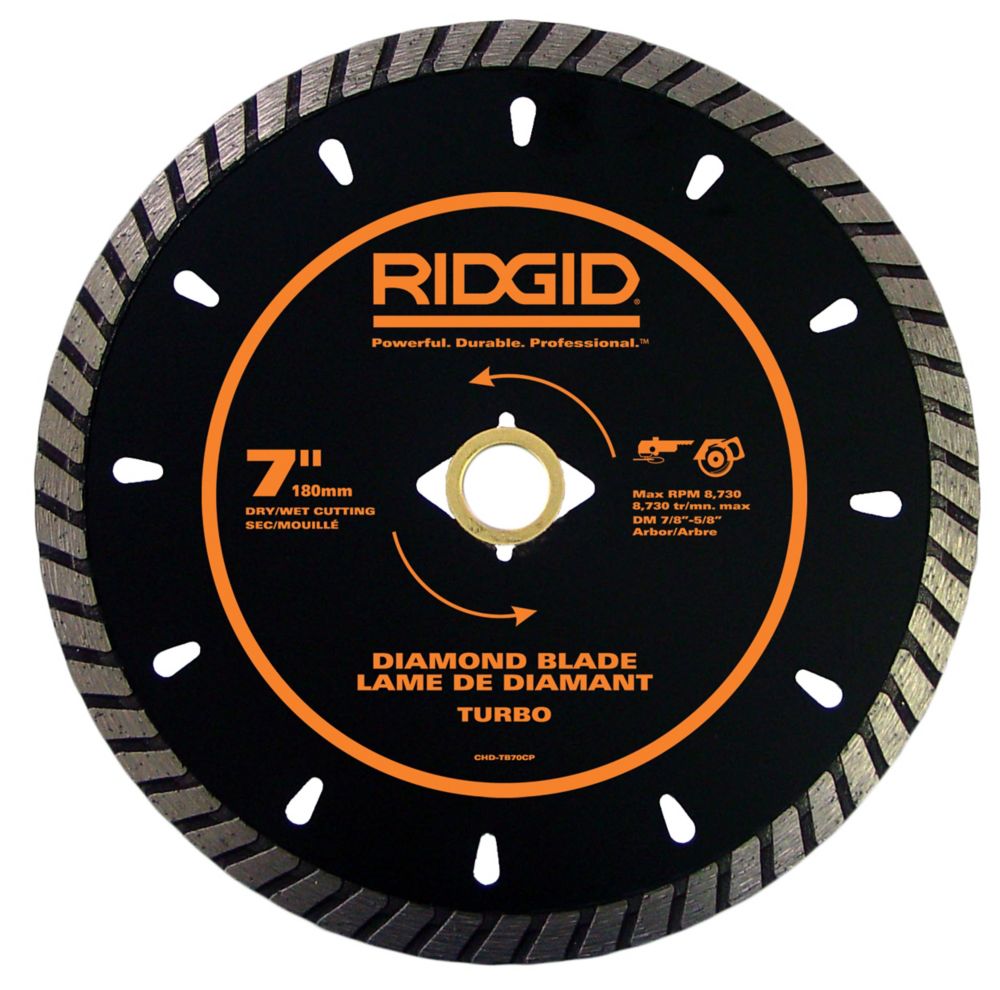 RIDGID®
Powerful. Durable. Professional.™
7"
180mm
DRY/WET CUTTING
SEC/MOUILLÉ
Max RPM 8,730
8,730 tr/mn. max
DM 7/8"-5/8"
Arbor/Arbre
DIAMOND BLADE
LAME DE DIAMANT
TURBO
CHD-TB70CP